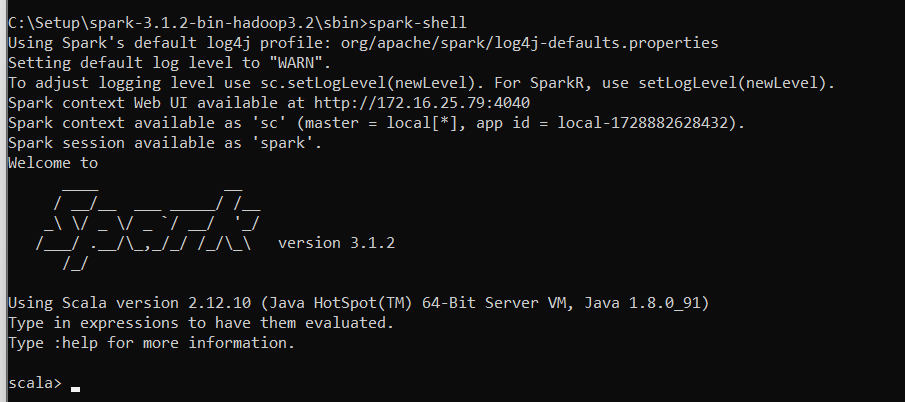 C:\Setup\spark-3.1.2-bin-hadoop3.2\sbin>spark-shell
Using Spark's default log4j profile: org/apache/spark/log4j-defaults.properties
Setting default log level to "WARN".
To adjust logging level use sc.setLogLevel(newLevel). For SparkR, use setLogLevel(newLevel).
Spark context Web UI available at http://172.16.25.79:4040
Spark context available as 'sc' (master = local[*], app id = local-1728882628432).
Spark session available as 'spark'.
Welcome to
      ____              __
     / __/__  ___ _____/ /__
    _\ \/ _ \/ _ `/ __/  '_/
   /___/ .__/\_,_/_/ /_/\_\   version 3.1.2
      /_/
Using Scala version 2.12.10 (Java HotSpot(TM) 64-Bit Server VM, Java 1.8.0_91)
Type in expressions to have them evaluated.
Type :help for more information.
scala>